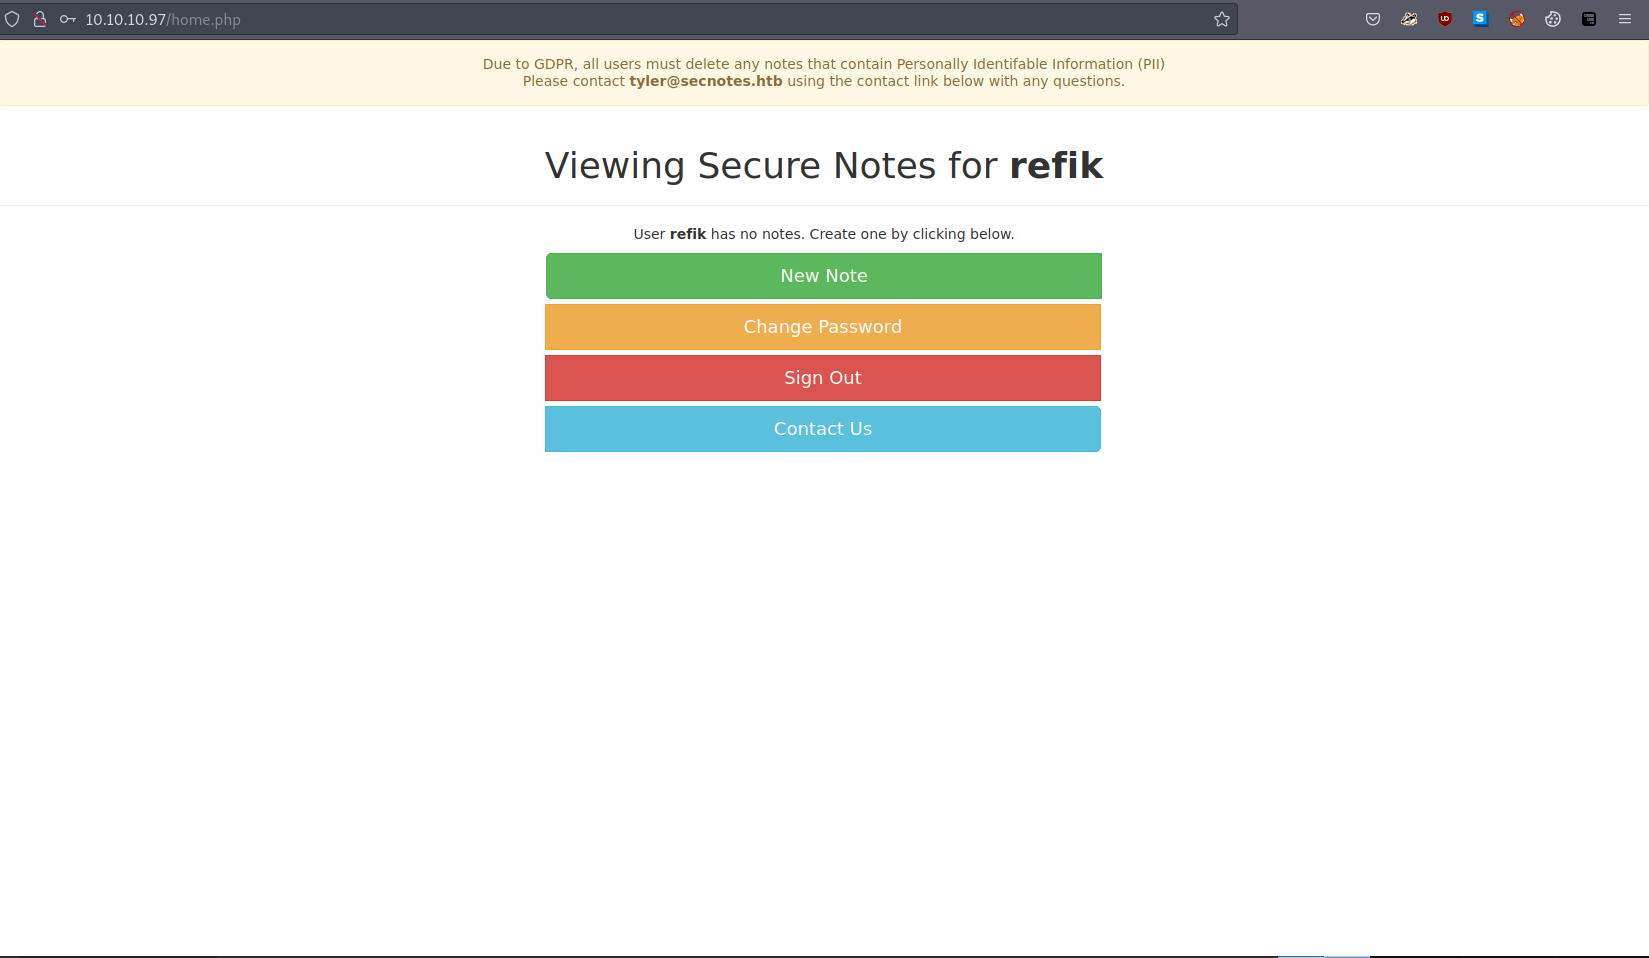 10.10.10.97/home.php
Due to GDPR, all users must delete any notes that contain Personally Identifable Information (PII)
Please contact tyler@secnotes.htb using the contact link below with any questions.
Viewing Secure Notes for refik
User refik has no notes. Create one by clicking below.
New Note
Change Password
Sign Out
Contact Us